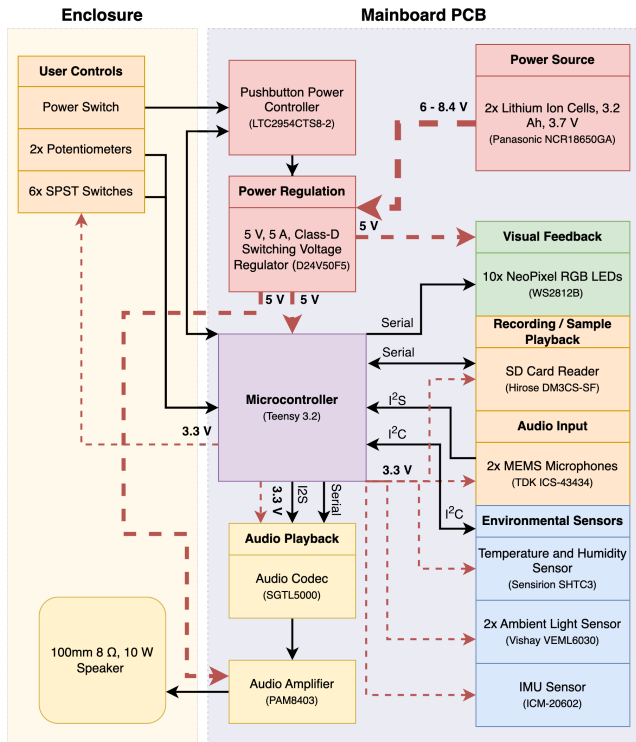 Enclosure
Mainboard PCB
User Controls
Power Switch
2x Potentiometers
6x SPST Switches
Pushbutton Power
Controller
(LTC2954CTS8-2)
Power Source
2x Lithium Ion Cells, 3.2
Ah, 3.7 V
(Panasonic NCR18650GA)
6 - 8.4 V
Power Regulation
5 V, 5 A, Class-D
Switching Voltage
Regulator (D24V50F5)
5 V
5 V
5 V
Visual Feedback
10x NeoPixel RGB LEDs
(WS2812B)
Serial
Recording / Sample
Playback
SD Card Reader
(Hirose DM3CS-SF)
Serial
Microcontroller
(Teensy 3.2)
I²S
Audio Input
2x MEMS Microphones
(TDK ICS-43434)
I²C
3.3 V
3.3 V
3.3 V
I2S
Serial
I²C
Environmental Sensors
Temperature and Humidity
Sensor
(Sensirion SHTC3)
2x Ambient Light Sensor
(Vishay VEML6030)
IMU Sensor
(ICM-20602)
Audio Playback
Audio Codec
(SGTL5000)
Audio Amplifier
(PAM8403)
100mm 8 Ω, 10 W
Speaker